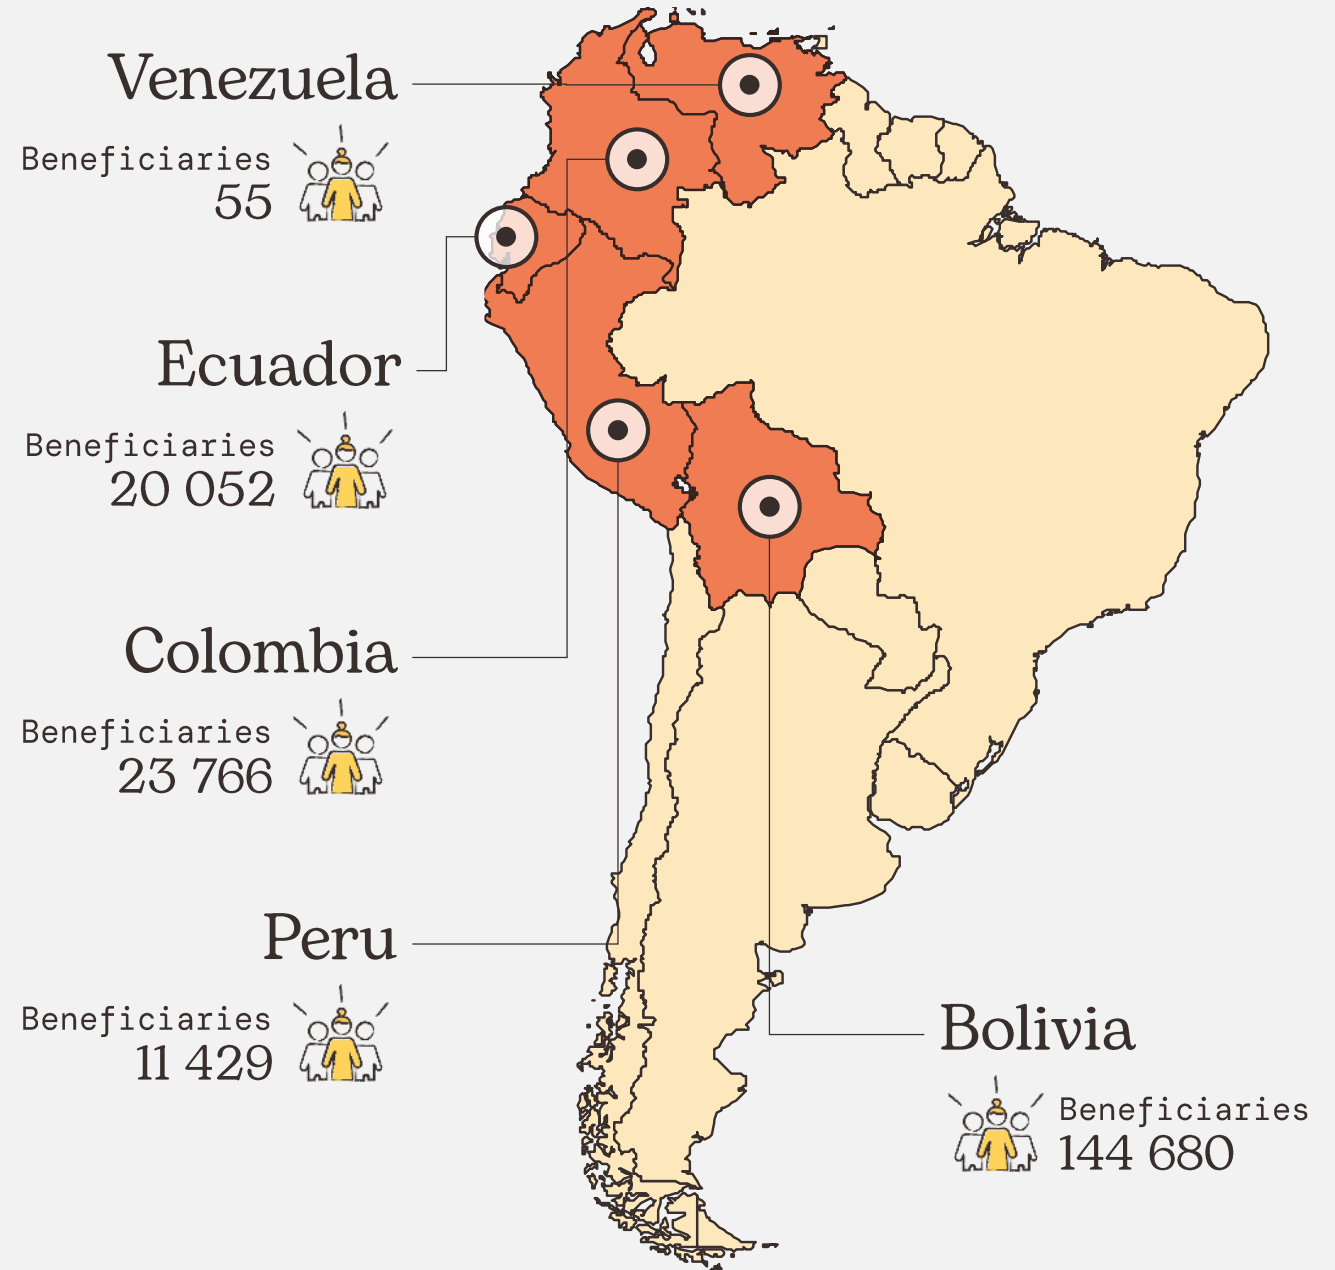 Venezuela
Beneficiaries
55
Ecuador
Beneficiaries
20 052
Colombia
Beneficiaries
23 766
Peru
Beneficiaries
11 429
Bolivia
Beneficiaries
144 680